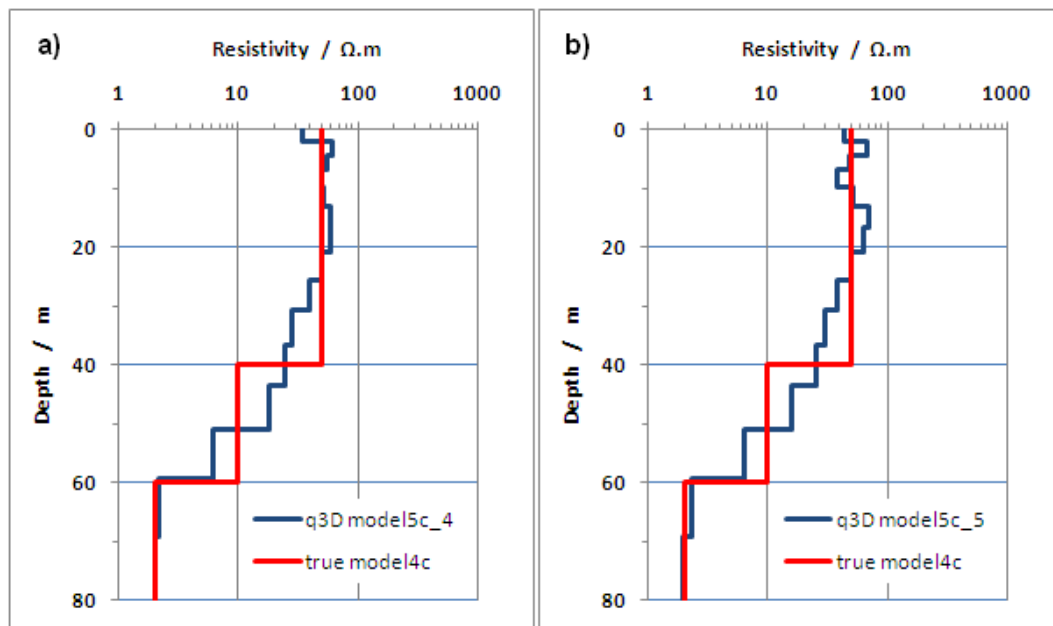 a)
Resistivity / Ω.m
1 10 100 1000
0
20
40
60
80
Depth / m
q3D model5c_4
true model4c
b)
Resistivity / Ω.m
1 10 100 1000
0
20
40
60
80
Depth / m
q3D model5c_5
true model4c